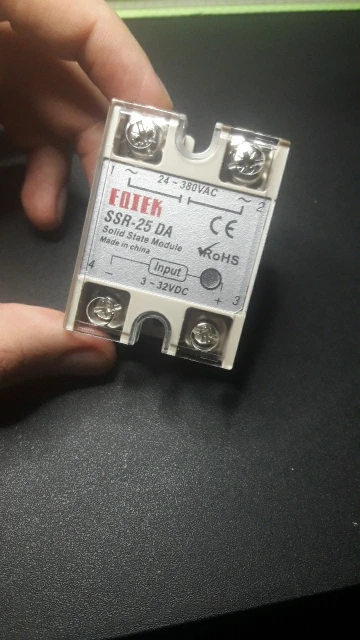 24~380VAC
1 ~
~ 2
FOTEK
SSR-25 DA
Solid State Module
Made in china
CE
RoHS
4
Input
3-32VDC
− + 3